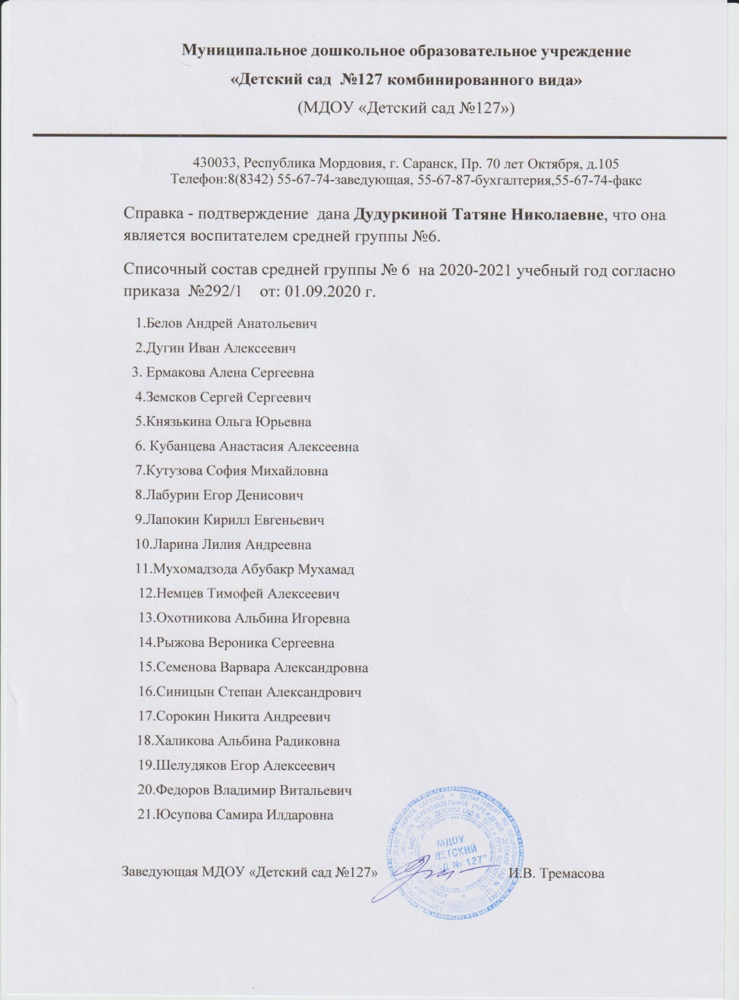 Муниципальное дошкольное образовательное учреждение
«Детский сад №127 комбинированного вида»
(МДОУ «Детский сад №127»)
430033, Республика Мордовия, г. Саранск, Пр. 70 лет Октября, д.105
Телефон:8(8342) 55-67-74-заведующая, 55-67-87-бухгалтерия,55-67-74-факс
Справка - подтверждение дана Дудуркиной Татяне Николаевне, что она
является воспитателем средней группы №6.
Списочный состав средней группы № 6 на 2020-2021 учебный год согласно
приказа №292/1 от: 01.09.2020 г.
1.Белов Андрей Анатольевич
2.Дугин Иван Алексеевич
3. Ермакова Алена Сергеевна
4.Земсков Сергей Сергеевич
5.Князькина Ольга Юрьевна
6. Кубанцева Анастасия Алексеевна
7.Кутузова София Михайловна
8.Лабурин Егор Денисович
9.Лапокин Кирилл Евгеньевич
10.Ларина Лилия Андреевна
11.Мухомадзода Абубакр Мухамад
12.Немцев Тимофей Алексеевич
13.Охотникова Альбина Игоревна
14.Рыжова Вероника Сергеевна
15.Семенова Варвара Александровна
16.Синицын Степан Александрович
17.Сорокин Никита Андреевич
18.Халикова Альбина Радиковна
19.Шелудяков Егор Алексеевич
20.Федоров Владимир Витальевич
21.Юсупова Самира Илдаровна
МДОУ
ДЕТСКИЙ
САД № 127"
Заведующая МДОУ «Детский сад №127» И.В. Тремасова